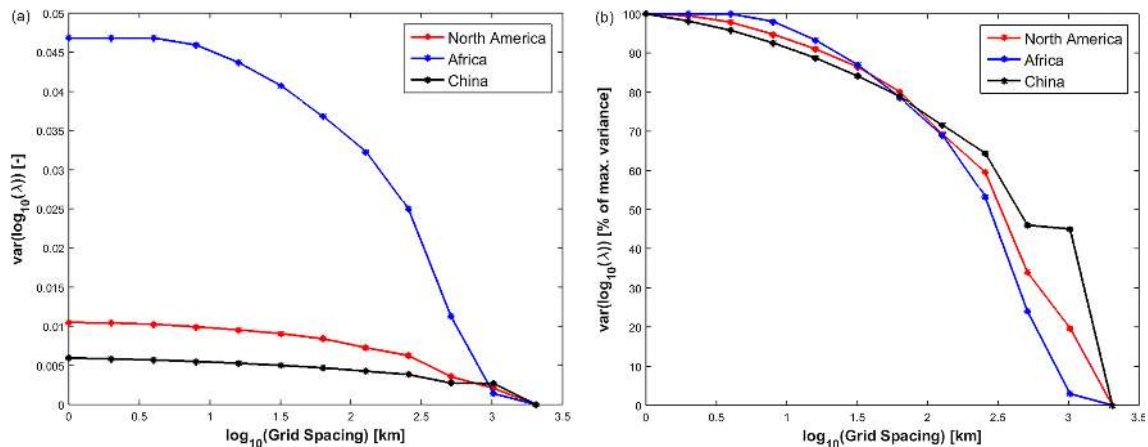 (a)
North America
Africa
China
0.05
0.045
0.04
0.035
0.03
0.025
0.02
0.015
0.01
0.005
0
var(log10(λ)) [-]
0 0.5 1 1.5 2 2.5 3 3.5
log10(Grid Spacing) [km]
(b)
North America
Africa
China
100
90
80
70
60
50
40
30
20
10
0
var(log10(λ)) [% of max. variance]
0 0.5 1 1.5 2 2.5 3 3.5
log10(Grid Spacing) [km]